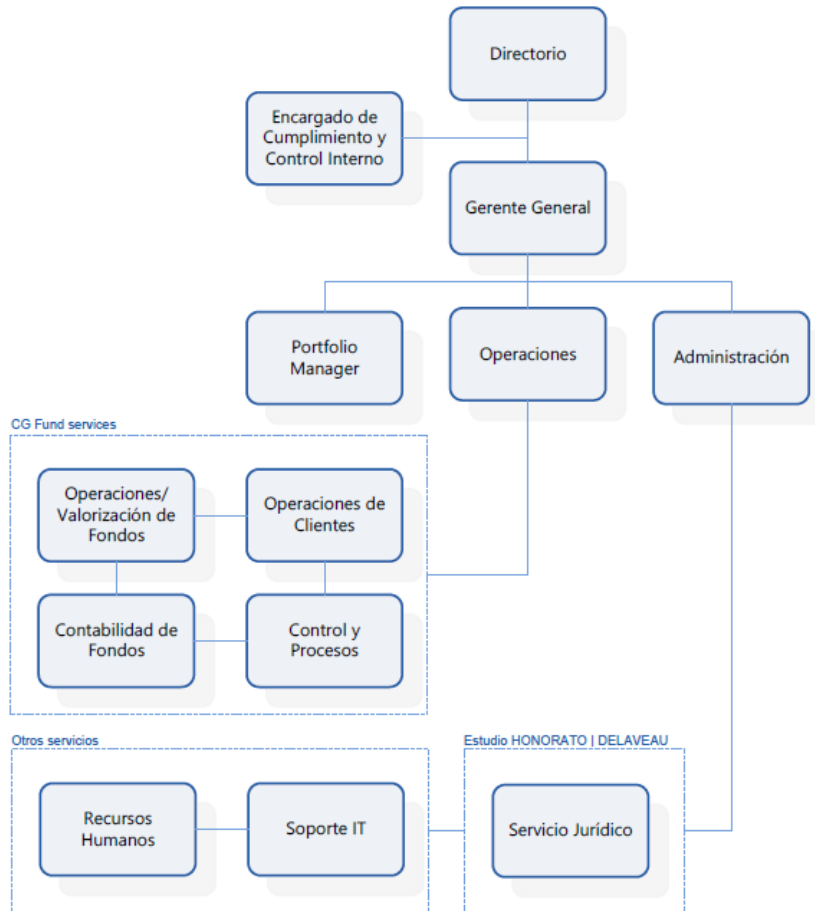 Directorio
Encargado de
Cumplimiento y
Control Interno
Gerente General
Portfolio
Manager
Operaciones
Administración
CG Fund services
Operaciones/
Valorización de
Fondos
Operaciones de
Clientes
Contabilidad de
Fondos
Control y
Procesos
Otros servicios
Recursos
Humanos
Soporte IT
Estudio HONORATO | DELAVEAU
Servicio Jurídico